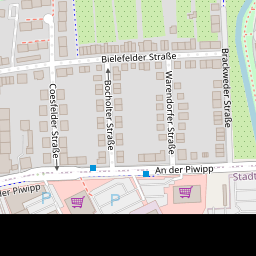 Bielefelder Straße
Coesfelder Straße
Bocholter Straße
Warendorfer Straße
Brackweder Straße
An der Piwipp
der Piwipp
Stadt
P
P
P